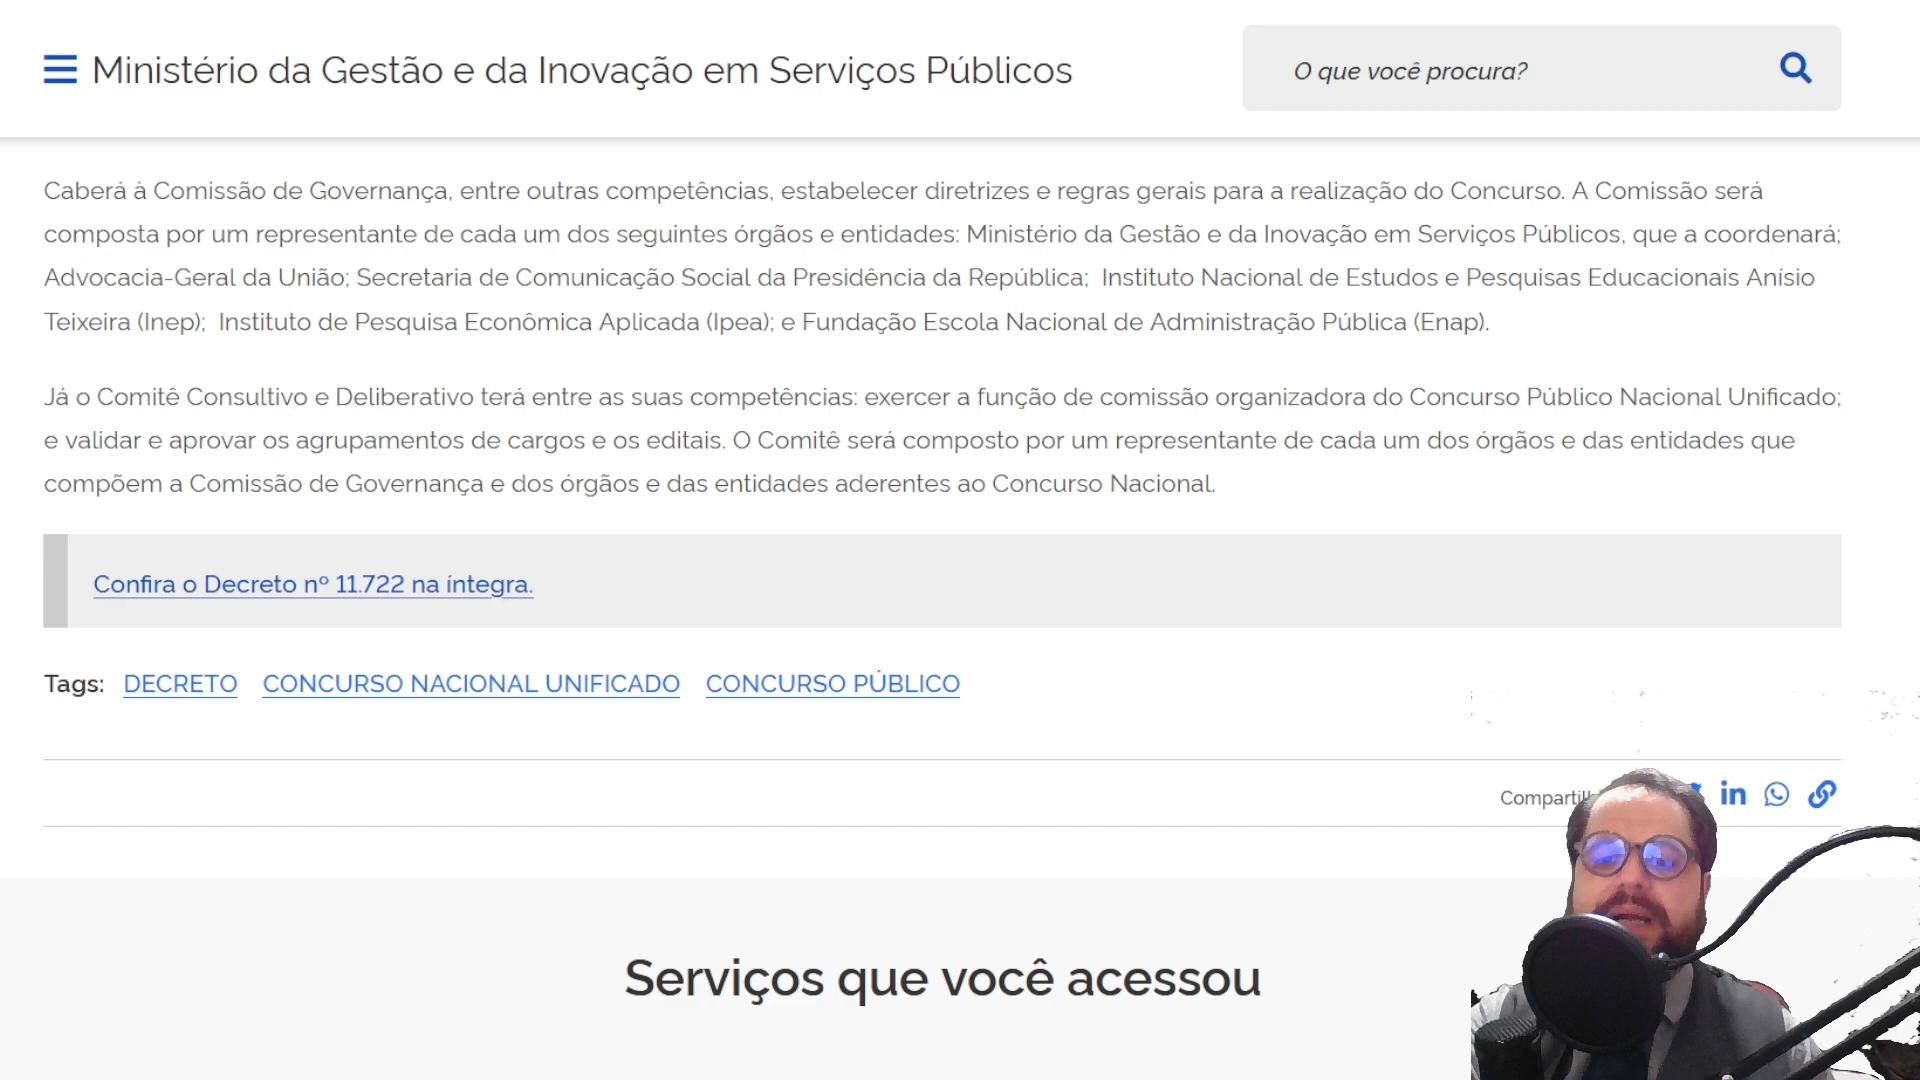 Ministério da Gestão e da Inovação em Serviços Públicos
O que você procura?
Caberá à Comissão de Governança, entre outras competências, estabelecer diretrizes e regras gerais para a realização do Concurso. A Comissão será
composta por um representante de cada um dos seguintes órgãos e entidades: Ministério da Gestão e da Inovação em Serviços Públicos, que a coordenará;
Advocacia-Geral da União; Secretaria de Comunicação Social da Presidência da República; Instituto Nacional de Estudos e Pesquisas Educacionais Anísio
Teixeira (Inep); Instituto de Pesquisa Econômica Aplicada (Ipea); e Fundação Escola Nacional de Administração Pública (Enap).
Já o Comitê Consultivo e Deliberativo terá entre as suas competências: exercer a função de comissão organizadora do Concurso Público Nacional Unificado;
e validar e aprovar os agrupamentos de cargos e os editais. O Comitê será composto por um representante de cada um dos órgãos e das entidades que
compõem a Comissão de Governança e dos órgãos e das entidades aderentes ao Concurso Nacional.
Confira o Decreto nº 11.722 na íntegra.
Tags: DECRETO CONCURSO NACIONAL UNIFICADO CONCURSO PÚBLICO
in
Serviços que você acessou